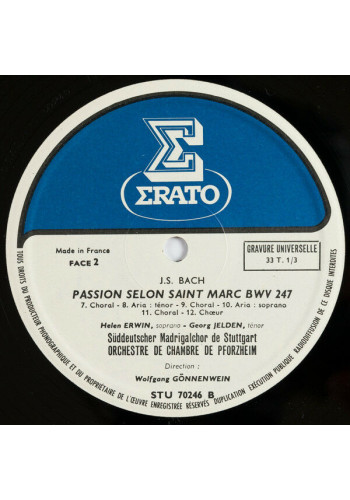 ERATO
Made in France
FACE 2
GRAVURE UNIVERSELLE
33 T. 1/3
J.S. BACH
PASSION SELON SAINT MARC BWV 247
7. Choral - 8. Aria : ténor - 9. Choral - 10. Aria : soprano
11. Choral - 12. Chœur
Helen ERWIN, soprano - Georg JELDEN, ténor
Süddeutscher Madrigalchor de Stuttgart
ORCHESTRE DE CHAMBRE DE PFORZHEIM
Direction :
Wolfgang GÖNNENWEIN
STU 70246 B
TOUS DROITS DU PRODUCTEUR PHONOGRAPHIQUE ET DU PROPRIÉTAIRE DE L'ŒUVRE ENREGISTRÉE RÉSERVÉS DUPLICATION EXÉCUTION PUBLIQUE RADIODIFFUSION DE CE DISQUE INTERDITES